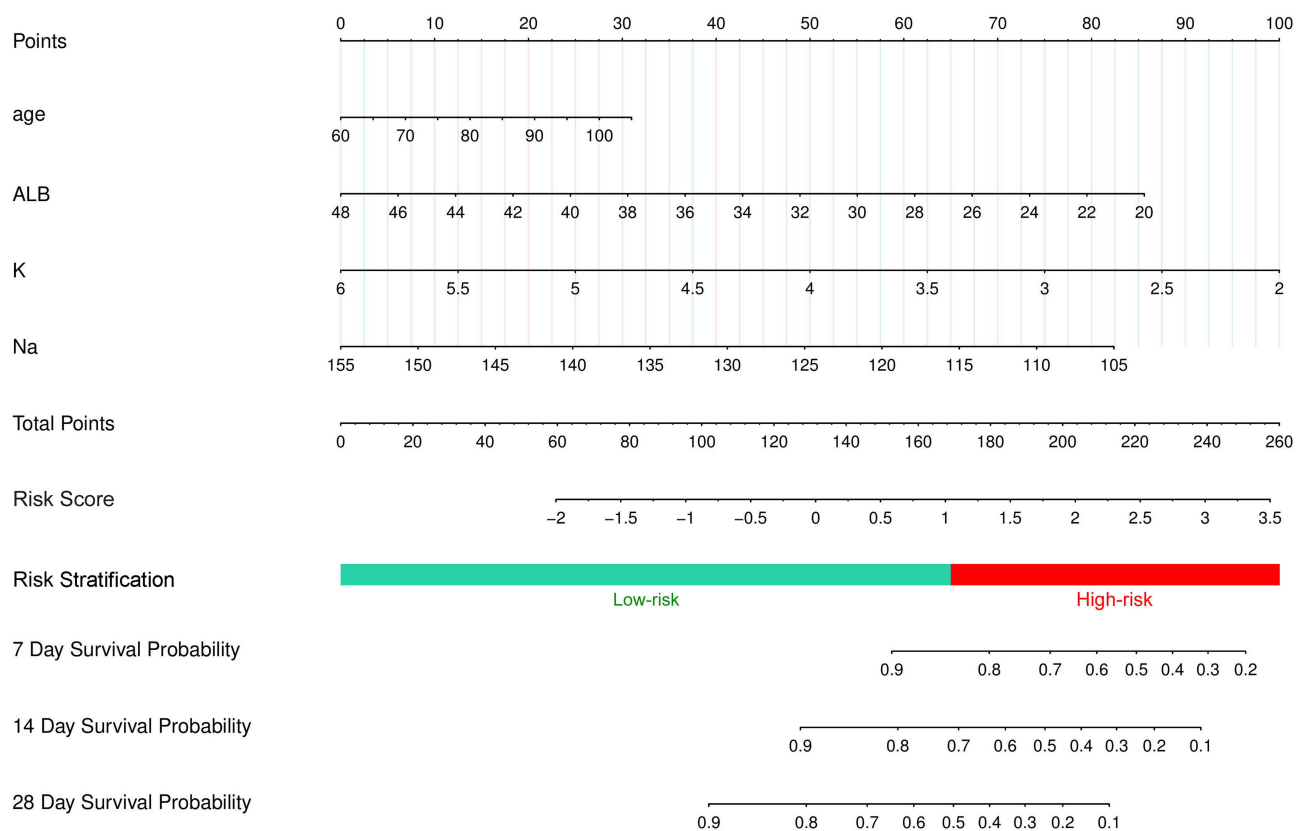 Points 0 10 20 30 40 50 60 70 80 90 100
age 60 70 80 90 100
ALB 48 46 44 42 40 38 36 34 32 30 28 26 24 22 20
K 6 5.5 5 4.5 4 3.5 3 2.5 2
Na 155 150 145 140 135 130 125 120 115 110 105
Total Points 0 20 40 60 80 100 120 140 160 180 200 220 240 260
Risk Score −2 −1.5 −1 −0.5 0 0.5 1 1.5 2 2.5 3 3.5
Risk Stratification
Low-risk High-risk
7 Day Survival Probability 0.9 0.8 0.7 0.6 0.5 0.4 0.3 0.2
14 Day Survival Probability 0.9 0.8 0.7 0.6 0.5 0.4 0.3 0.2 0.1
28 Day Survival Probability 0.9 0.8 0.7 0.6 0.5 0.4 0.3 0.2 0.1